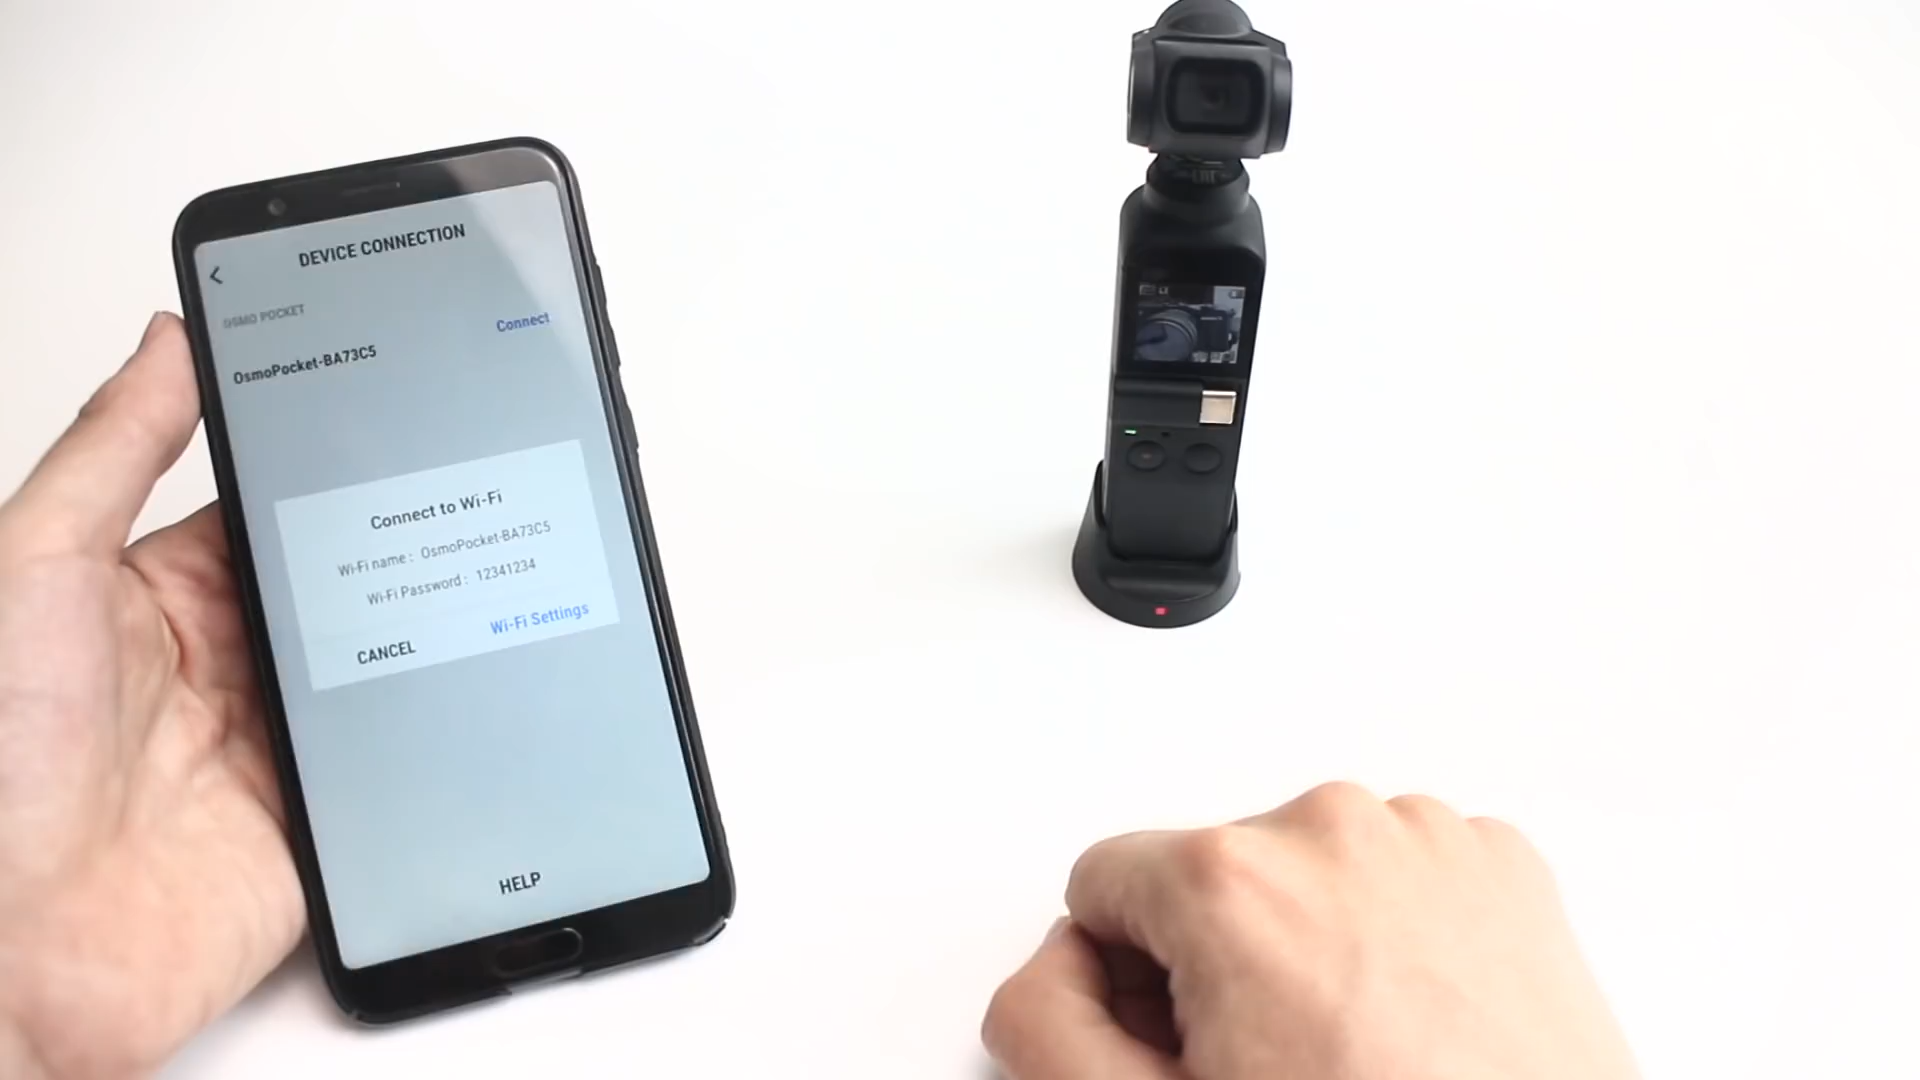 DEVICE CONNECTION
OSMO POCKET
Connect
OsmoPocket-BA73C5
Connect to Wi-Fi
Wi-Fi name : OsmoPocket-BA73C5
Wi-Fi Password : 12341234
CANCEL
Wi-Fi Settings
HELP